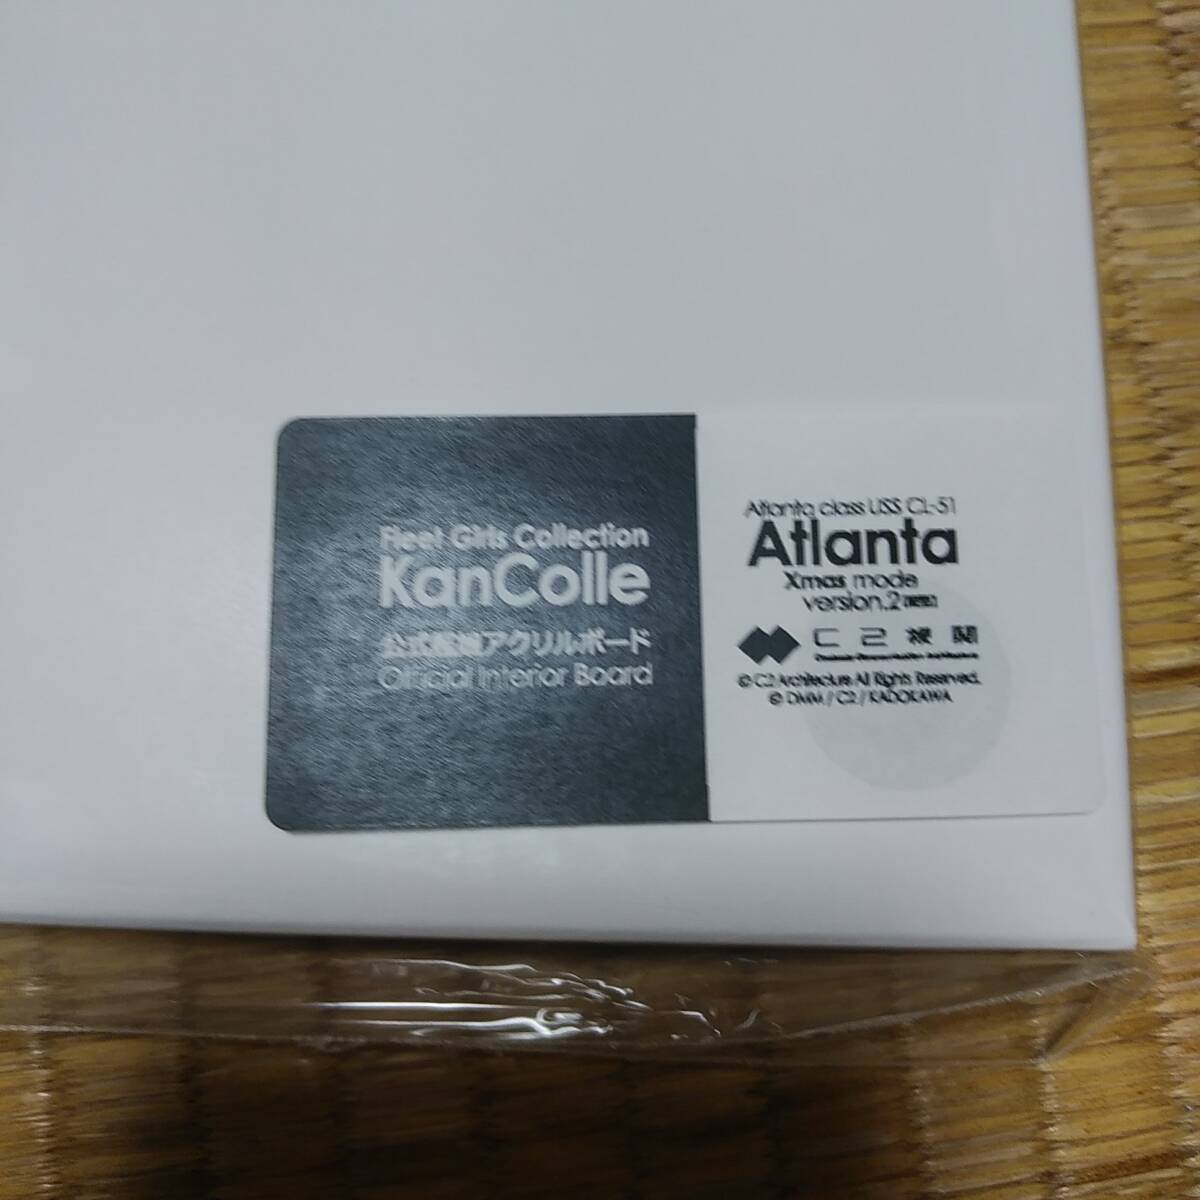 Fleet Girls Collection
KanColle
公式配備アクリルボード
Official Interior Board
Atlanta class USS CL-51
Atlanta
Xmas mode
version.2
C2機関
© C2 Architecture All Rights Reserved.
© DMM / C2 / KADOKAWA